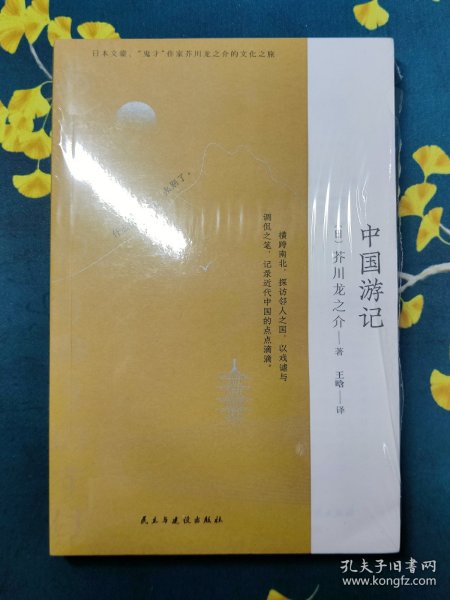 日本文豪、“鬼才”作家芥川龙之介的文化之旅
点别了。
横跨南北，探访邻人之国，以戏谑与
调侃之笔，记录近代中国的点点滴滴。
中国游记
（日）芥川龙之介——著
王晗——译
民主与建设出版社
孔夫子旧书网
www.kongfz.com